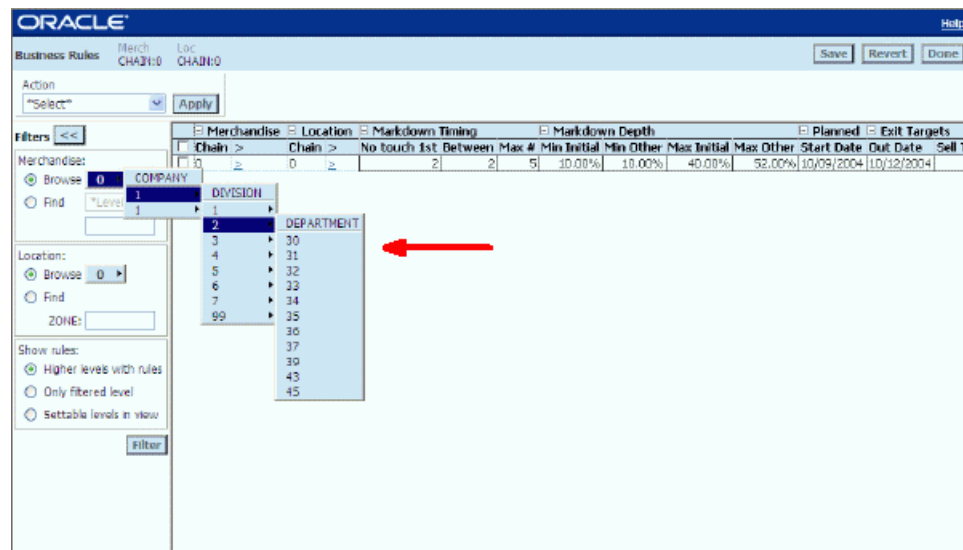 ORACLE
Help
Business Rules Merch CHAIN:0 Loc CHAIN:0 Save Revert Done
Action
*Select* Apply
Filters <<
Merchandise:
Browse 0
Find *Level
Location:
Browse 0
Find
ZONE:
Show rules:
Higher levels with rules
Only filtered level
Settable levels in view
Filter
COMPANY
1
1
DIVISION
1
2
3
4
5
6
7
99
DEPARTMENT
30
31
32
33
34
35
36
37
39
43
45
Merchandise Location Markdown Timing Markdown Depth Planned Exit Targets
Chain > Chain > No touch 1st Between Max # Min Initial Min Other Max Initial Max Other Start Date Out Date Sell
0 > 0 > 2 2 5 10.00% 10.00% 40.00% 52.00% 10/09/2004 10/12/2004